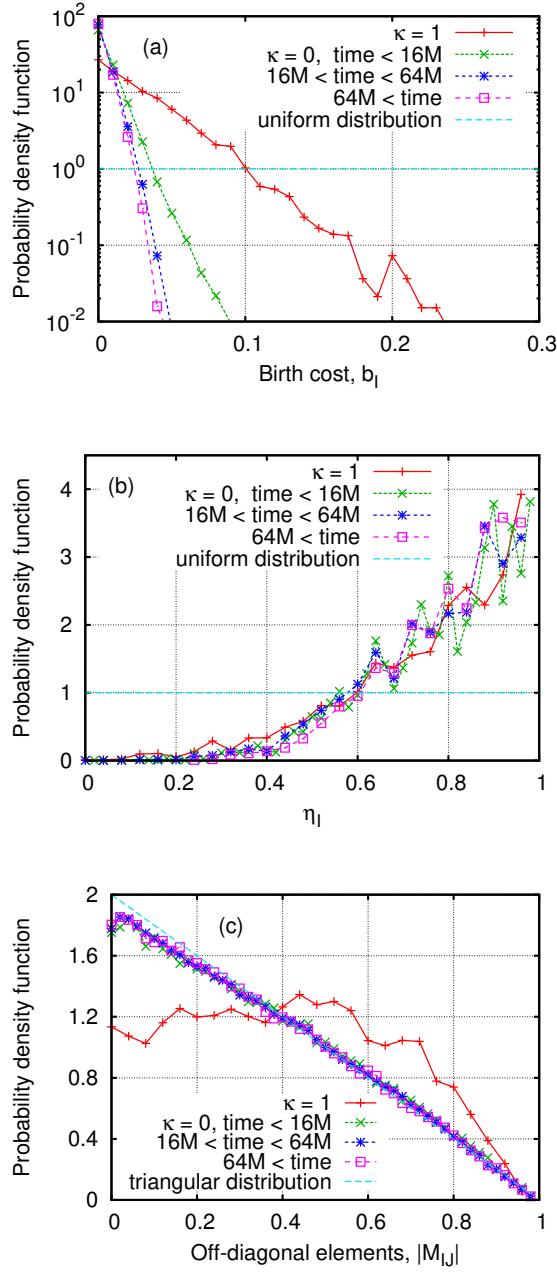 (a)
κ = 1
κ = 0, time < 16M
16M < time < 64M
64M < time
uniform distribution
Probability density function
10^2
10^1
10^0
10^-1
10^-2
0 0.1 0.2 0.3
Birth cost, b_I
(b)
κ = 1
κ = 0, time < 16M
16M < time < 64M
64M < time
uniform distribution
Probability density function
4
3
2
1
0
0 0.2 0.4 0.6 0.8 1
η_I
(c)
Probability density function
2
1.6
1.2
0.8
0.4
0
κ = 1
κ = 0, time < 16M
16M < time < 64M
64M < time
triangular distribution
0 0.2 0.4 0.6 0.8 1
Off-diagonal elements, |M_IJ|